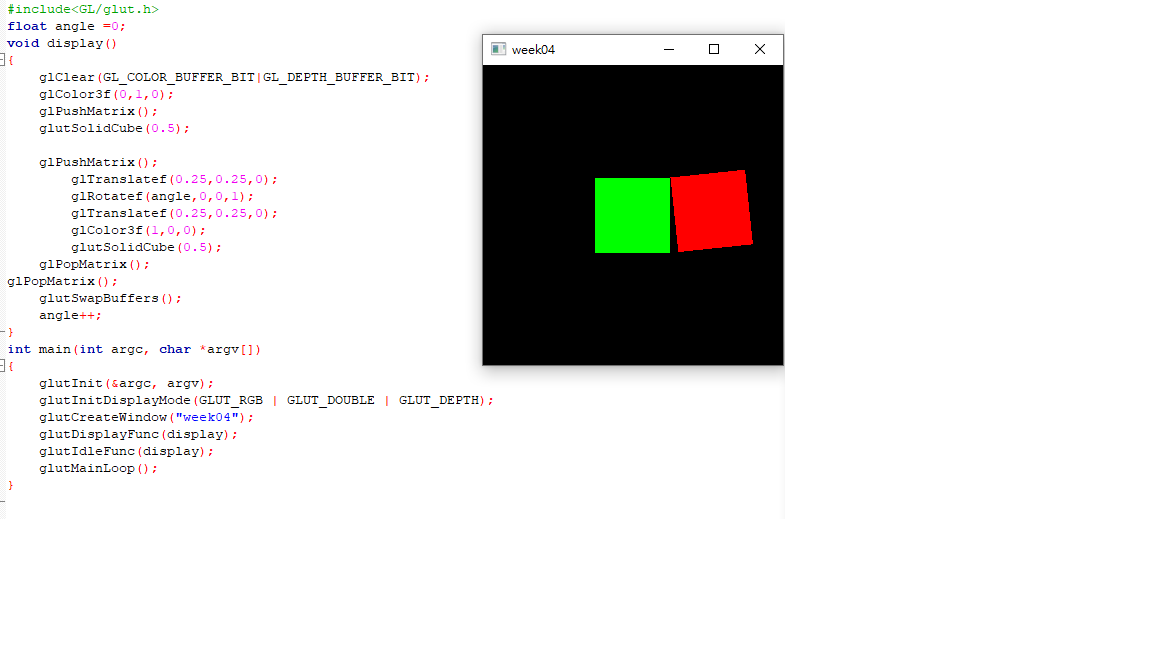 #include<GL/glut.h>
float angle =0;
void display()
{
    glClear(GL_COLOR_BUFFER_BIT|GL_DEPTH_BUFFER_BIT);
    glColor3f(0,1,0);
    glPushMatrix();
    glutSolidCube(0.5);

    glPushMatrix();
        glTranslatef(0.25,0.25,0);
        glRotatef(angle,0,0,1);
        glTranslatef(0.25,0.25,0);
        glColor3f(1,0,0);
        glutSolidCube(0.5);
    glPopMatrix();
glPopMatrix();
    glutSwapBuffers();
    angle++;
}
int main(int argc, char *argv[])
{
    glutInit(&argc, argv);
    glutInitDisplayMode(GLUT_RGB | GLUT_DOUBLE | GLUT_DEPTH);
    glutCreateWindow("week04");
    glutDisplayFunc(display);
    glutIdleFunc(display);
    glutMainLoop();
}
week04